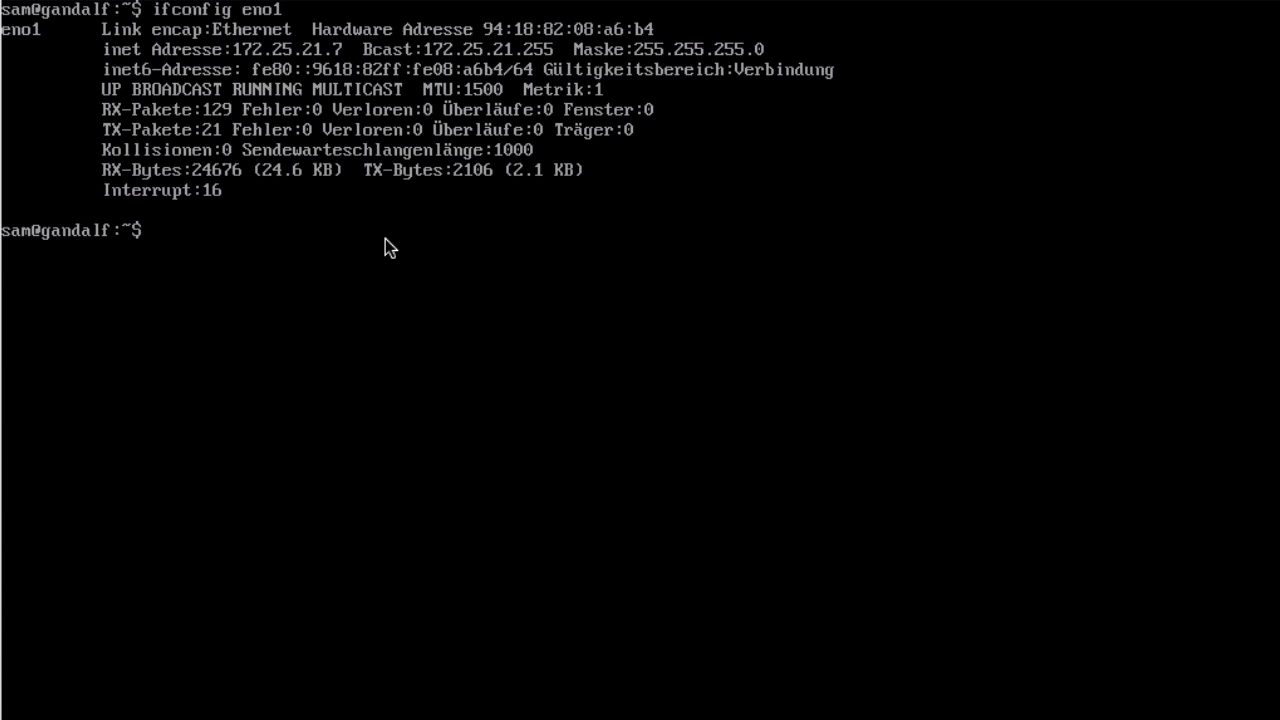 sam@gandalf:~$ ifconfig eno1
eno1      Link encap:Ethernet  Hardware Adresse 94:18:82:08:a6:b4
          inet Adresse:172.25.21.7  Bcast:172.25.21.255  Maske:255.255.255.0
          inet6-Adresse: fe80::9618:82ff:fe08:a6b4/64 Gültigkeitsbereich:Verbindung
          UP BROADCAST RUNNING MULTICAST  MTU:1500  Metrik:1
          RX-Pakete:129 Fehler:0 Verloren:0 Überläufe:0 Fenster:0
          TX-Pakete:21 Fehler:0 Verloren:0 Überläufe:0 Träger:0
          Kollisionen:0 Sendewarteschlangenlänge:1000
          RX-Bytes:24676 (24.6 KB)  TX-Bytes:2106 (2.1 KB)
          Interrupt:16
sam@gandalf:~$